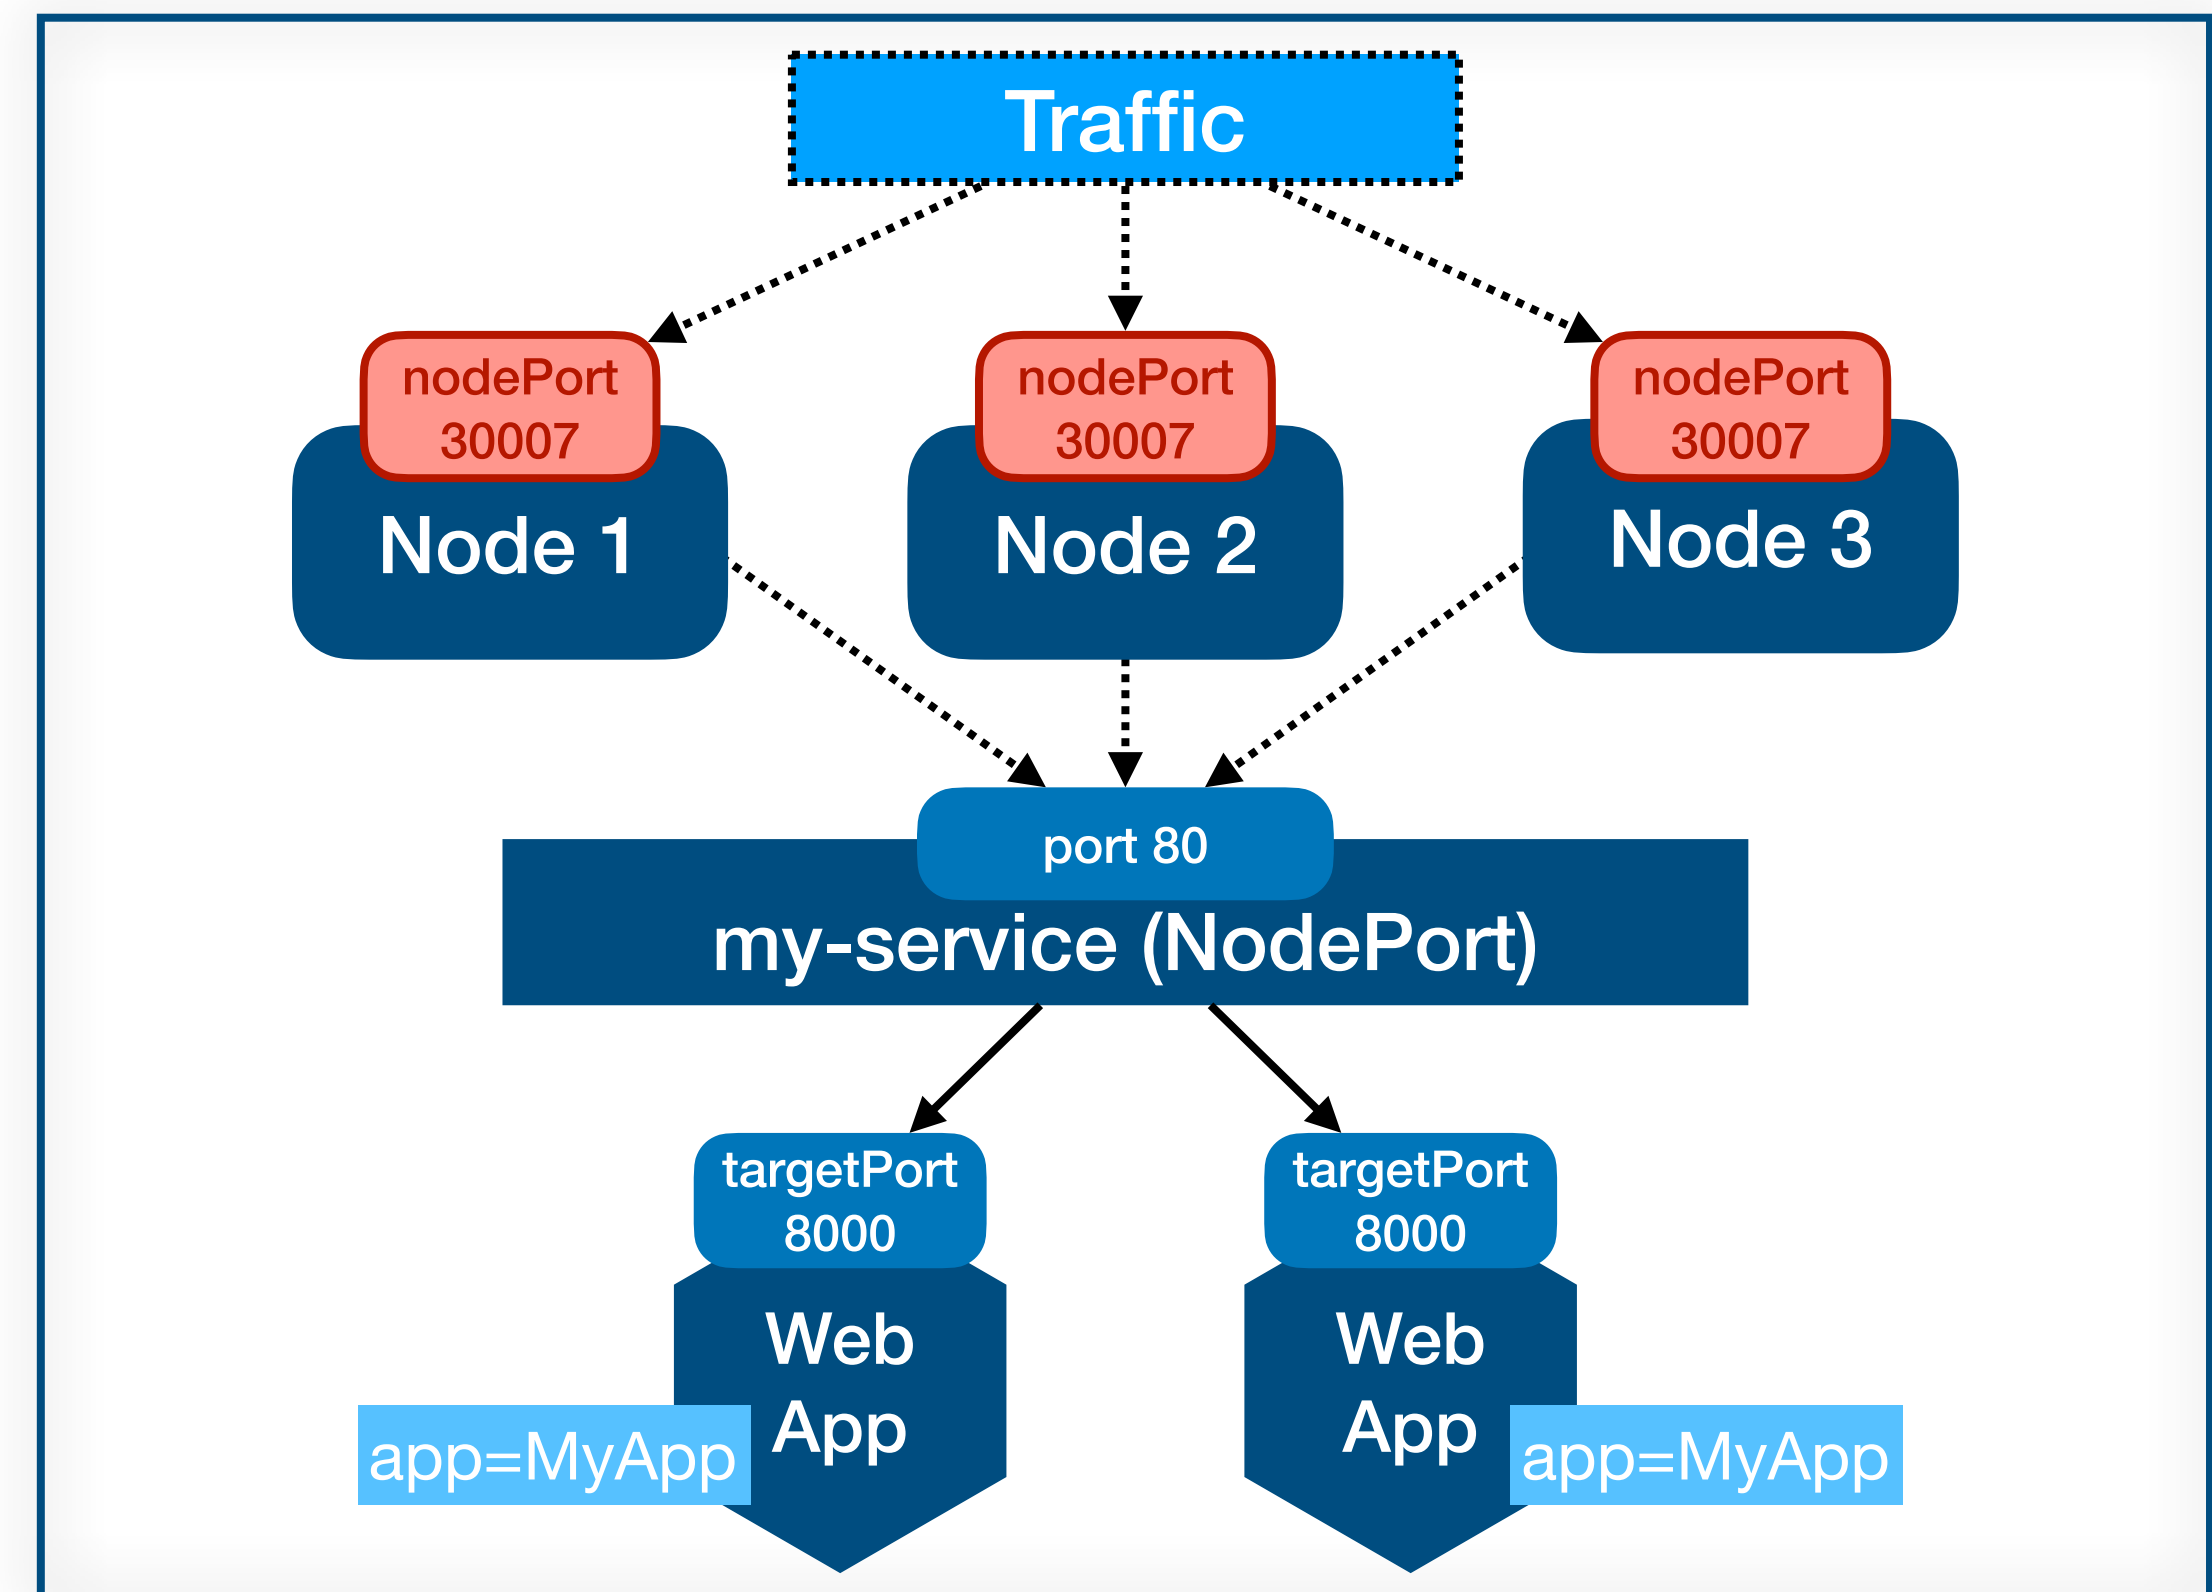 Traffic
nodePort
30007
nodePort
30007
nodePort
30007
Node 1
Node 2
Node 3
port 80
my-service (NodePort)
targetPort
8000
targetPort
8000
Web
App
Web
App
app=MyApp
app=MyApp